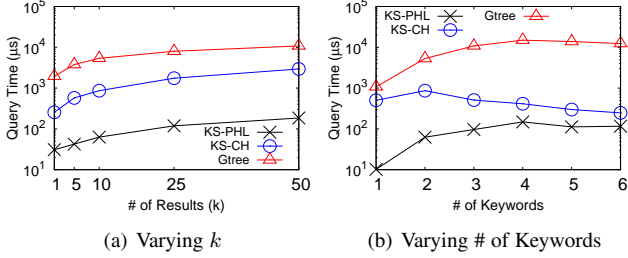 10^5
10^4
10^3
10^2
10^1
Query Time (μs)
KS-PHL
KS-CH
Gtree
1 5 10 25 50
# of Results (k)
(a) Varying k
10^5
10^4
10^3
10^2
10^1
Query Time (μs)
KS-PHL
KS-CH
Gtree
1 2 3 4 5 6
# of Keywords
(b) Varying # of Keywords